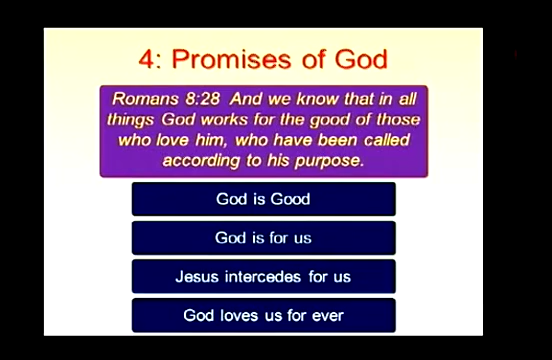 4: Promises of God
Romans 8:28 And we know that in all
things God works for the good of those
who love him, who have been called
according to his purpose.
God is Good
God is for us
Jesus intercedes for us
God loves us for ever